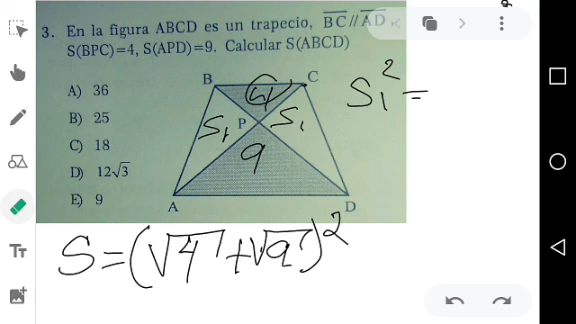 3. En la figura ABCD es un trapecio, BC // AD
S(BPC)=4, S(APD)=9. Calcular S(ABCD)
A) 36
B) 25
C) 18
D) 12√3
E) 9
B
C
4
S₁
P
S₁
9
A
D
S₁² =
S = (√4 + √9)²
Tт